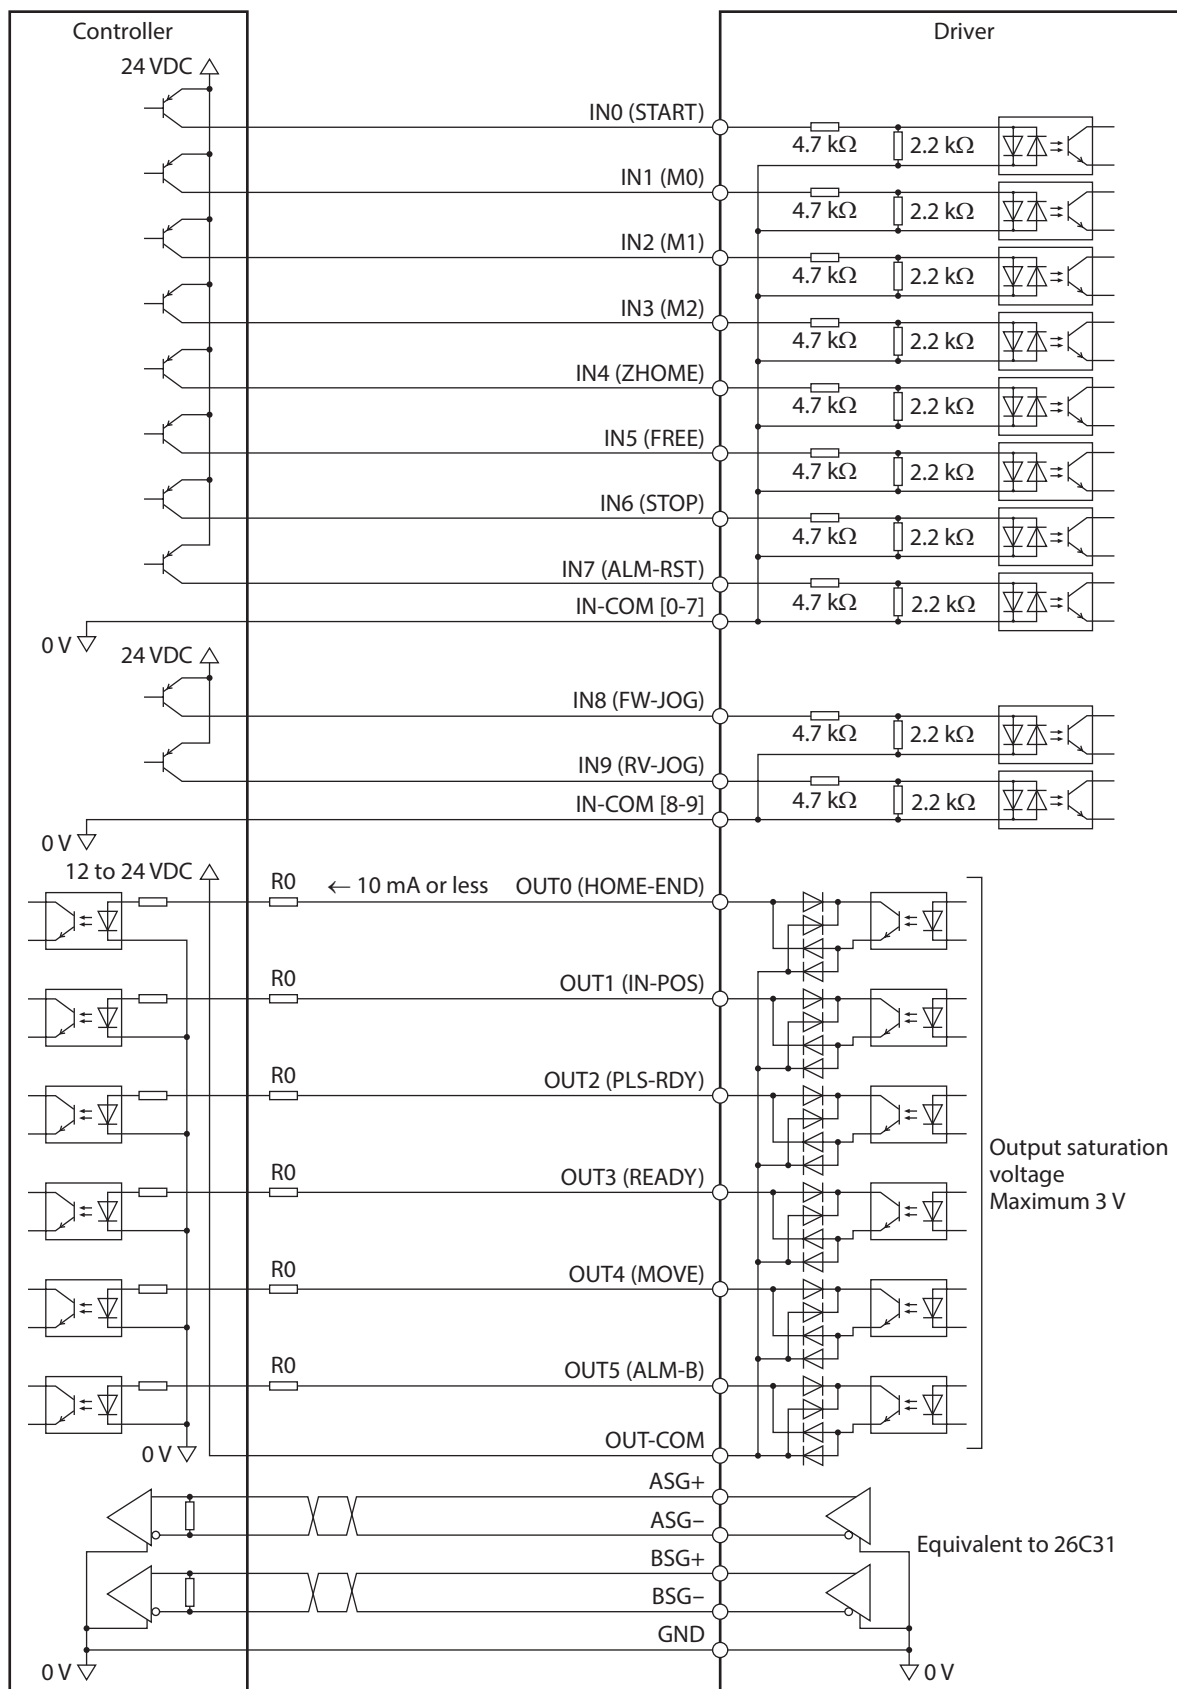 Controller
Driver
24 VDC
IN0 (START)
4.7 kΩ
2.2 kΩ
IN1 (M0)
4.7 kΩ
2.2 kΩ
IN2 (M1)
4.7 kΩ
2.2 kΩ
IN3 (M2)
4.7 kΩ
2.2 kΩ
IN4 (ZHOME)
4.7 kΩ
2.2 kΩ
IN5 (FREE)
4.7 kΩ
2.2 kΩ
IN6 (STOP)
4.7 kΩ
2.2 kΩ
IN7 (ALM-RST)
4.7 kΩ
2.2 kΩ
IN-COM [0-7]
0 V
24 VDC
IN8 (FW-JOG)
4.7 kΩ
2.2 kΩ
IN9 (RV-JOG)
4.7 kΩ
2.2 kΩ
IN-COM [8-9]
0 V
12 to 24 VDC
R0
← 10 mA or less
OUT0 (HOME-END)
R0
OUT1 (IN-POS)
R0
OUT2 (PLS-RDY)
Output saturation
voltage
Maximum 3 V
R0
OUT3 (READY)
R0
OUT4 (MOVE)
R0
OUT5 (ALM-B)
0 V
OUT-COM
ASG+
ASG–
Equivalent to 26C31
BSG+
BSG–
GND
0 V
0 V